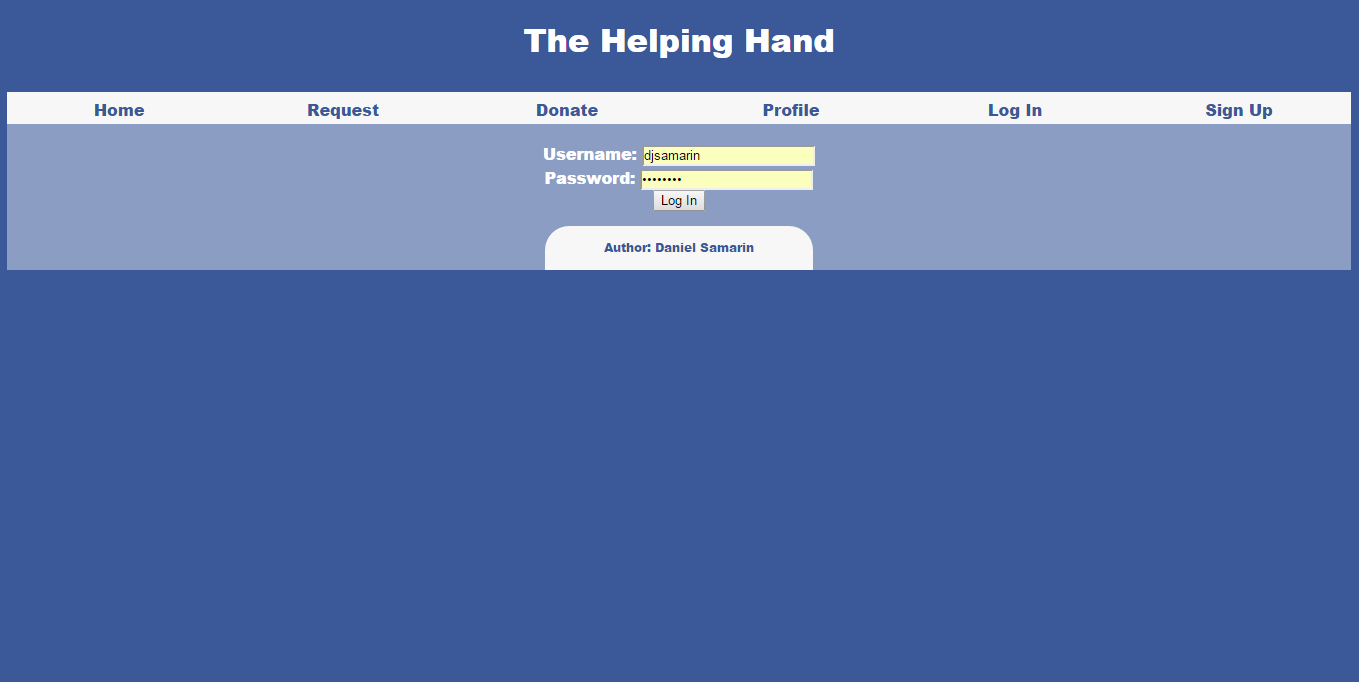 The Helping Hand
Home Request Donate Profile Log In Sign Up
Username: djsamarin
Password: ••••••••
Log In
Author: Daniel Samarin